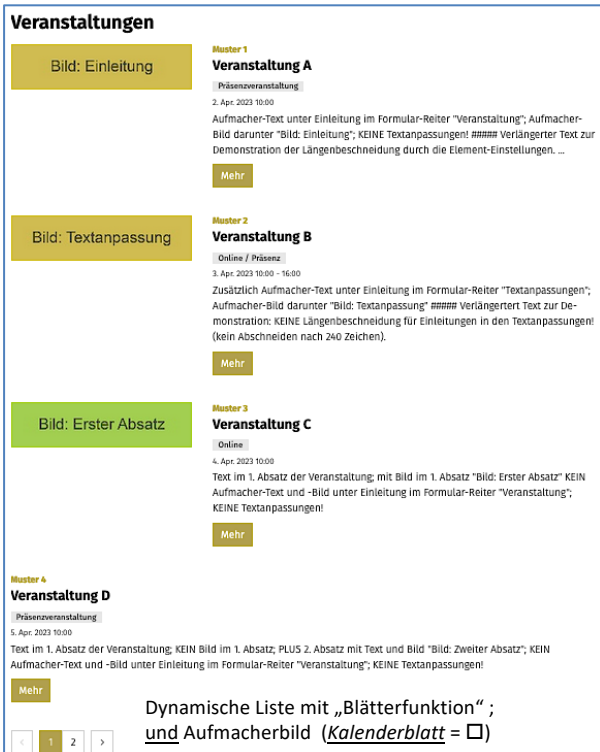 Veranstaltungen
Bild: Einleitung
Muster 1
Veranstaltung A
Präsenzveranstaltung
2. Apr. 2023 10:00
Aufmacher-Text unter Einleitung im Formular-Reiter "Veranstaltung"; Aufmacher-
Bild darunter "Bild: Einleitung"; KEINE Textanpassungen! ##### Verlängerter Text zur
Demonstration der Längenbeschneidung durch die Element-Einstellungen. ...
Mehr
Bild: Textanpassung
Muster 2
Veranstaltung B
Online / Präsenz
3. Apr. 2023 10:00 - 16:00
Zusätzlich Aufmacher-Text unter Einleitung im Formular-Reiter "Textanpassungen";
Aufmacher-Bild darunter "Bild: Textanpassung" ##### Verlängertert Text zur De-
monstration: KEINE Längenbeschneidung für Einleitungen in den Textanpassungen!
(kein Abschneiden nach 240 Zeichen).
Mehr
Bild: Erster Absatz
Muster 3
Veranstaltung C
Online
4. Apr. 2023 10:00
Text im 1. Absatz der Veranstaltung; mit Bild im 1. Absatz "Bild: Erster Absatz" KEIN
Aufmacher-Text und -Bild unter Einleitung im Formular-Reiter "Veranstaltung";
KEINE Textanpassungen!
Mehr
Muster 4
Veranstaltung D
Präsenzveranstaltung
5. Apr. 2023 10:00
Text im 1. Absatz der Veranstaltung; KEIN Bild im 1. Absatz; PLUS 2. Absatz mit Text und Bild "Bild: Zweiter Absatz"; KEIN
Aufmacher-Text und -Bild unter Einleitung im Formular-Reiter "Veranstaltung"; KEINE Textanpassungen!
Mehr
Dynamische Liste mit „Blätterfunktion“ ;
und Aufmacherbild (Kalenderblatt = ☐)
< 1 2 >